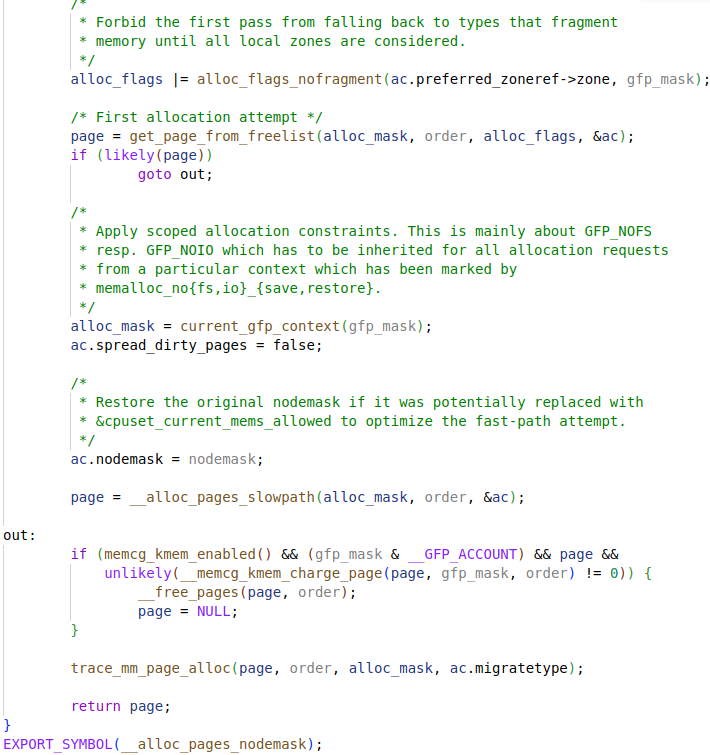 /*
 * Forbid the first pass from falling back to types that fragment
 * memory until all local zones are considered.
 */
alloc_flags |= alloc_flags_nofragment(ac.preferred_zoneref->zone, gfp_mask);

/* First allocation attempt */
page = get_page_from_freelist(alloc_mask, order, alloc_flags, &ac);
if (likely(page))
        goto out;

/*
 * Apply scoped allocation constraints. This is mainly about GFP_NOFS
 * resp. GFP_NOIO which has to be inherited for all allocation requests
 * from a particular context which has been marked by
 * memalloc_no{fs,io}_{save,restore}.
 */
alloc_mask = current_gfp_context(gfp_mask);
ac.spread_dirty_pages = false;

/*
 * Restore the original nodemask if it was potentially replaced with
 * &cpuset_current_mems_allowed to optimize the fast-path attempt.
 */
ac.nodemask = nodemask;

page = __alloc_pages_slowpath(alloc_mask, order, &ac);

out:
        if (memcg_kmem_enabled() && (gfp_mask & __GFP_ACCOUNT) && page &&
            unlikely(__memcg_kmem_charge_page(page, gfp_mask, order) != 0)) {
                __free_pages(page, order);
                page = NULL;
        }

        trace_mm_page_alloc(page, order, alloc_mask, ac.migratetype);

        return page;
}
EXPORT_SYMBOL(__alloc_pages_nodemask);